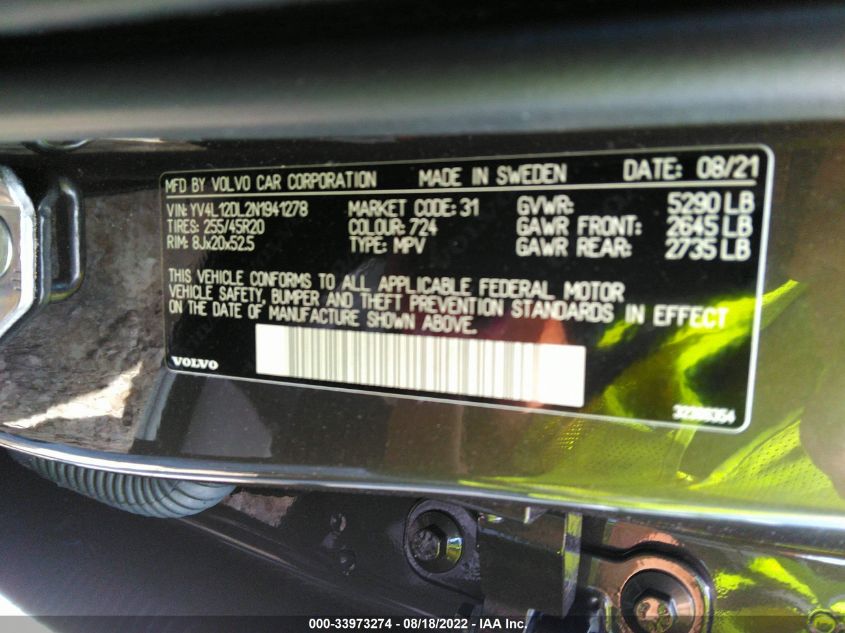 MFD BY VOLVO CAR CORPORATION MADE IN SWEDEN DATE: 08/21
VIN: YV4L12DL2N1941278 MARKET CODE: 31 GVWR: 5290 LB
TIRES: 255/45R20 COLOUR: 724 GAWR FRONT: 2645 LB
RIM: 8Jx20x52.5 TYPE: MPV GAWR REAR: 2735 LB
THIS VEHICLE CONFORMS TO ALL APPLICABLE FEDERAL MOTOR
VEHICLE SAFETY, BUMPER AND THEFT PREVENTION STANDARDS IN EFFECT
ON THE DATE OF MANUFACTURE SHOWN ABOVE.
VOLVO
000-33973274 - 08/18/2022 - IAA Inc.